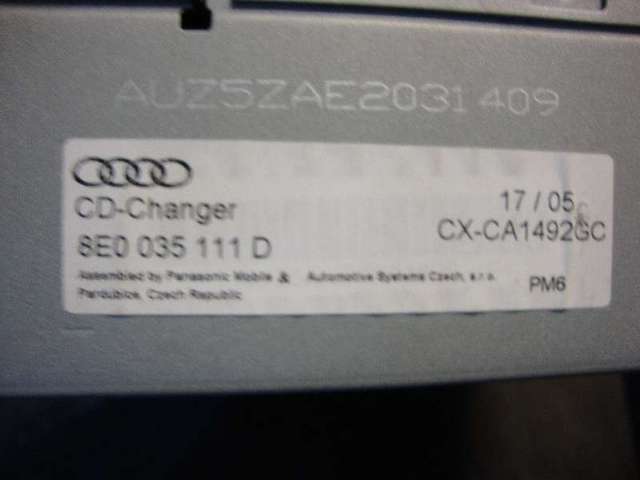 AUZ5ZAE2031409
CD-Changer
8E0 035 111 D
17 / 05
CX-CA1492GC
Assembled by Panasonic Mobile & Automotive Systems Czech, s.r.o.
Pardubice, Czech Republic
PM6